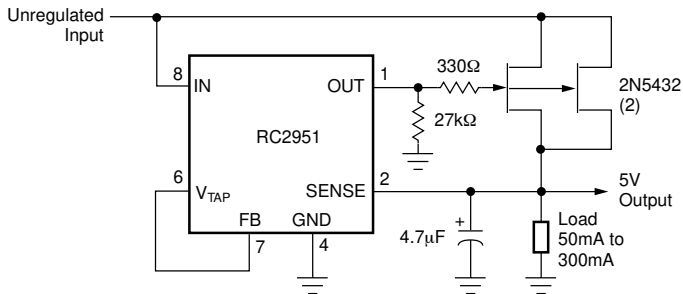 Unregulated
Input
8
IN
OUT
1
330Ω
27kΩ
2N5432
(2)
RC2951
6
VTAP
SENSE
2
FB
GND
7
4
4.7μF
+
5V
Output
Load
50mA to
300mA